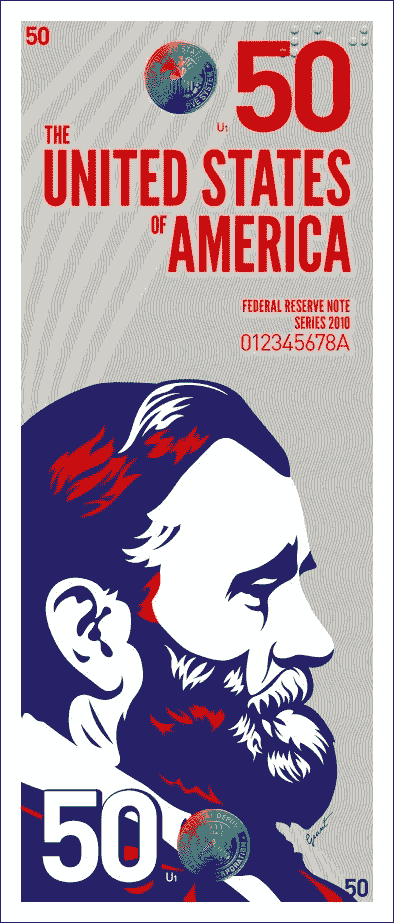 50
50
U1
THE
UNITED STATES
OF
AMERICA
FEDERAL RESERVE NOTE
SERIES 2010
012345678A
Grant
50
U1
50